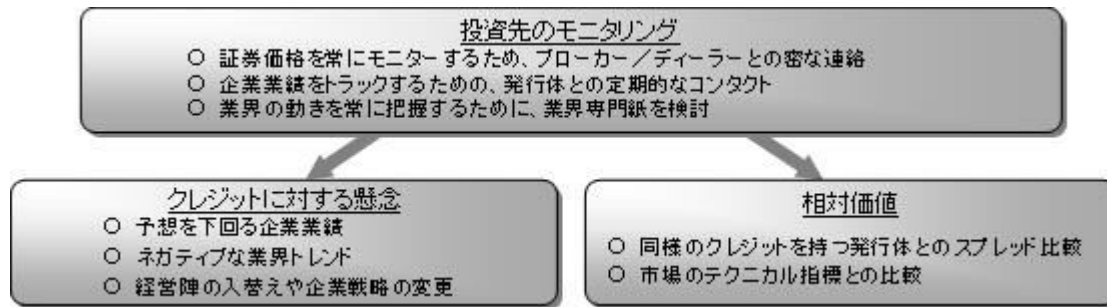 投資先のモニタリング
○ 証券価格を常にモニターするため、ブローカー／ディーラーとの密な連絡
○ 企業業績をトラックするための、発行体との定期的なコンタクト
○ 業界の動きを常に把握するために、業界専門紙を検討
クレジットに対する懸念
○ 予想を下回る企業業績
○ ネガティブな業界トレンド
○ 経営陣の入替えや企業戦略の変更
相対価値
○ 同様のクレジットを持つ発行体とのスプレッド比較
○ 市場のテクニカル指標との比較